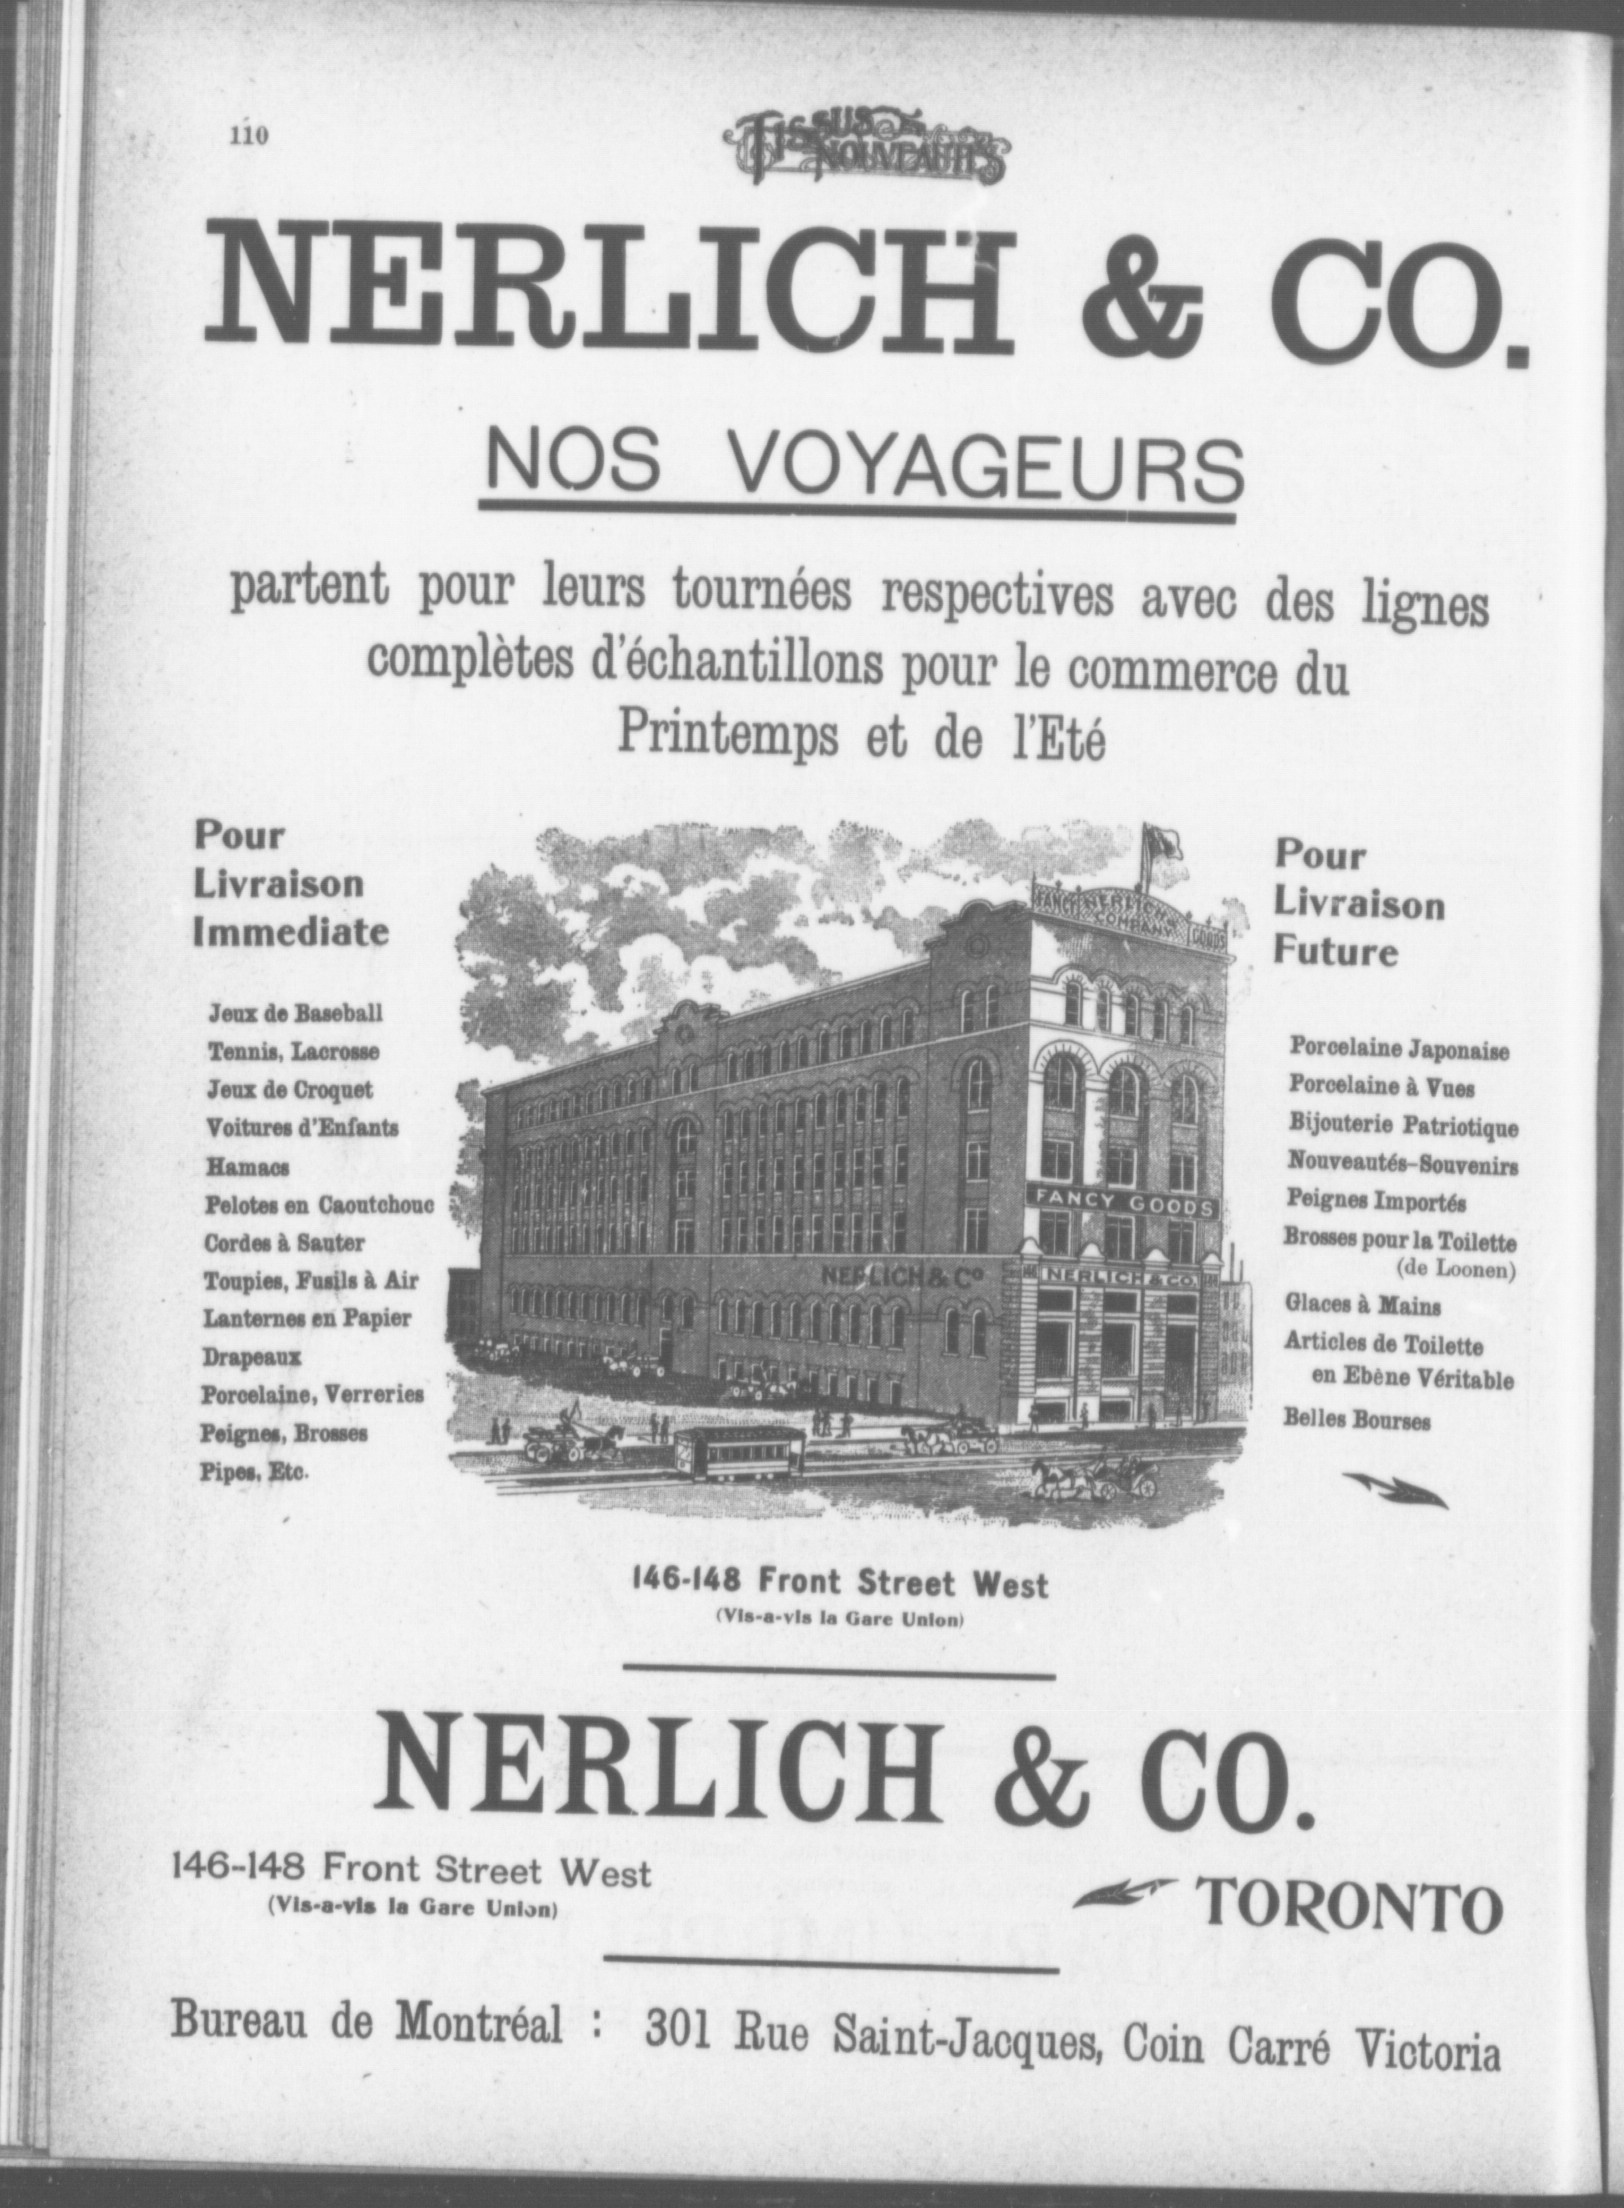 110
TISSUS & NOUVEAUTÉS
NERLICH & CO.
NOS VOYAGEURS
partent pour leurs tournées respectives avec des lignes
complètes d'échantillons pour le commerce du
Printemps et de l'Eté
Pour
Livraison
Immediate
Jeux de Baseball
Tennis, Lacrosse
Jeux de Croquet
Voitures d'Enfants
Hamacs
Pelotes en Caoutchouc
Cordes à Sauter
Toupies, Fusils à Air
Lanternes en Papier
Drapeaux
Porcelaine, Verreries
Peignes, Brosses
Pipes, Etc.
FANCY NERLICH & GOODS
COMPANY
FANCY GOODS
NERLICH & Co
146 NERLICH & CO. 148
Pour
Livraison
Future
Porcelaine Japonaise
Porcelaine à Vues
Bijouterie Patriotique
Nouveautés-Souvenirs
Peignes Importés
Brosses pour la Toilette
(de Loonen)
Glaces à Mains
Articles de Toilette
en Ebène Véritable
Belles Bourses
146-148 Front Street West
(Vis-a-vis la Gare Union)
NERLICH & CO.
146-148 Front Street West
(Vis-a-vis la Gare Union)
TORONTO
Bureau de Montréal : 301 Rue Saint-Jacques, Coin Carré Victoria